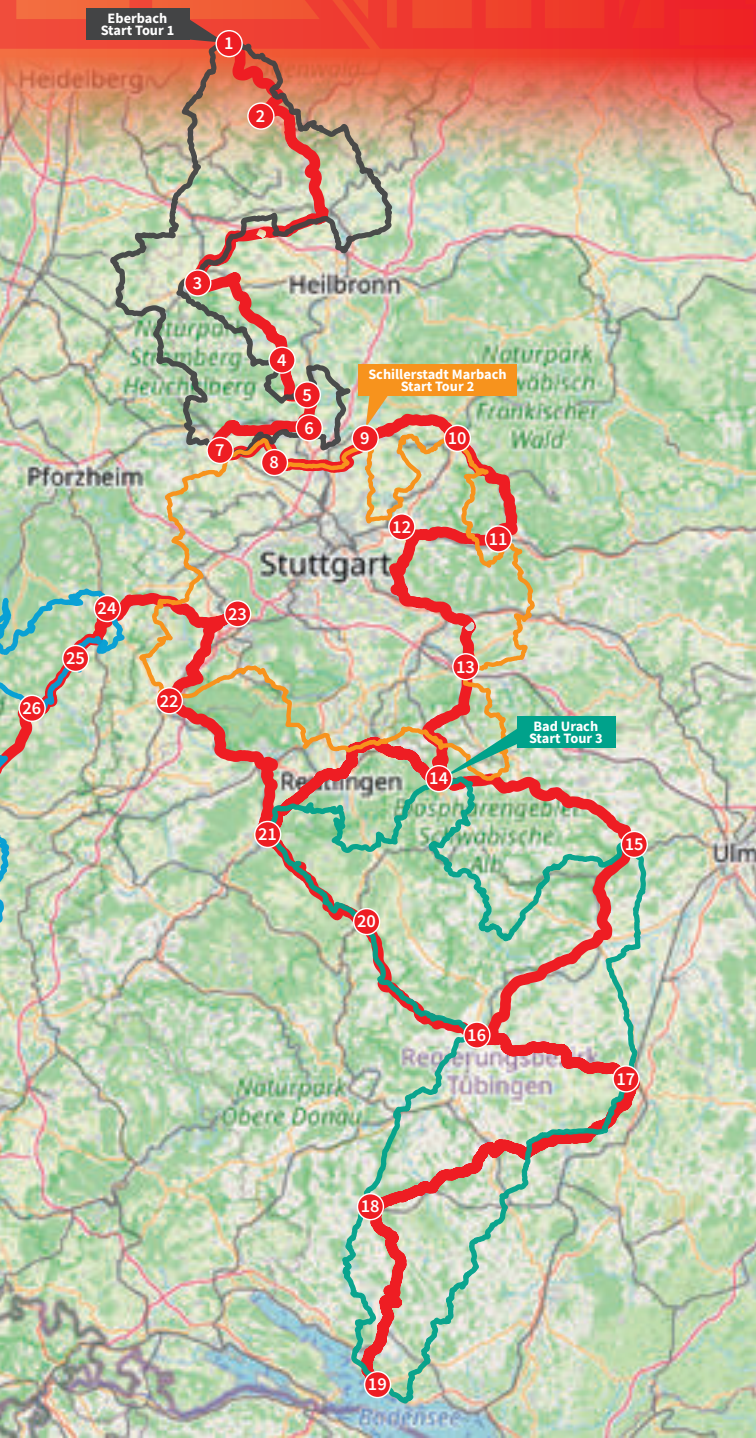 Eberbach
Start Tour 1
1
Heidelberg
2
3
Heilbronn
Naturpark
Stromberg
Heuchelberg
4
5
6
Schillerstadt Marbach
Start Tour 2
Naturpark
Schwäbisch
Fränkischer
Wald
7
8
9
10
Pforzheim
12
11
Stuttgart
24
23
25
13
22
26
Bad Urach
Start Tour 3
Reutlingen
14
Biosphärengebiet
Schwäbische
Alb
21
15
Ulm
20
16
Regierungsbezirk
Tübingen
17
Naturpark
Obere Donau
18
19
Bodensee